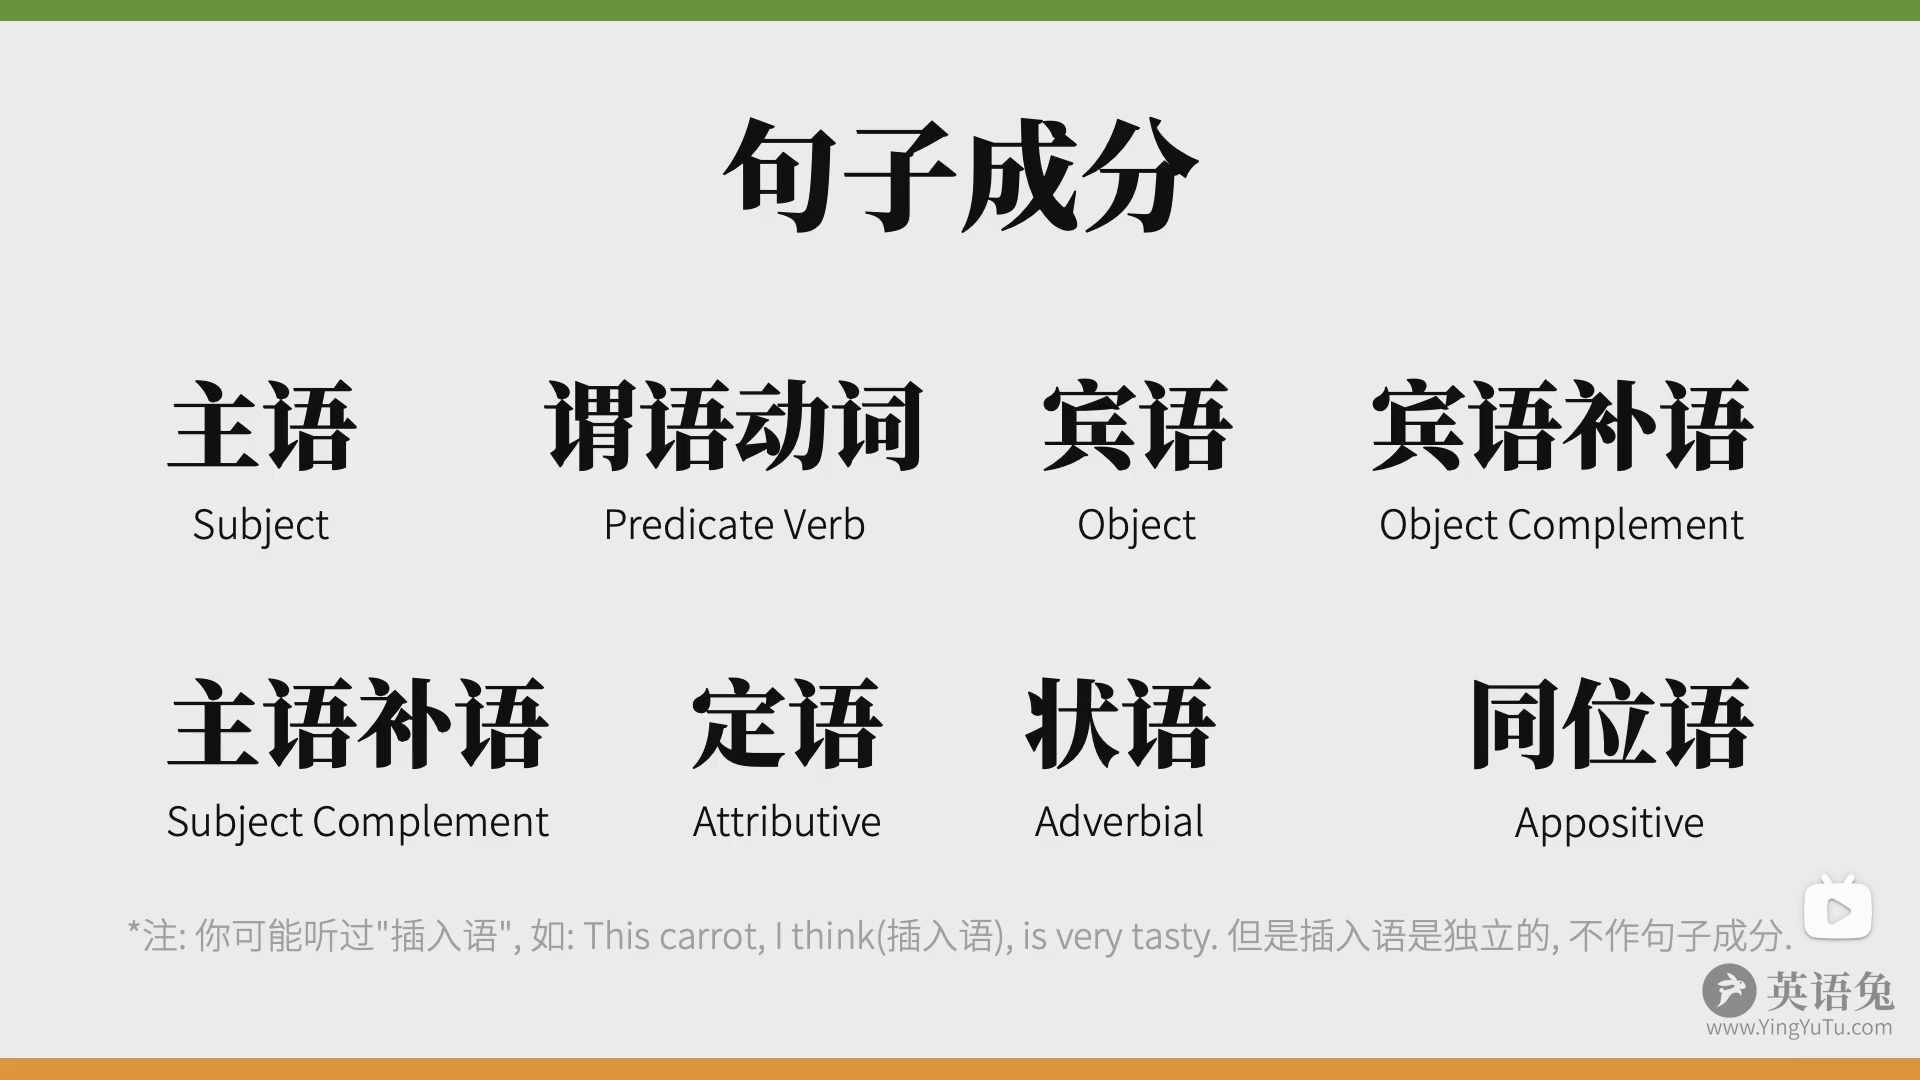 句子成分
主语 谓语动词 宾语 宾语补语
Subject Predicate Verb Object Object Complement
主语补语 定语 状语 同位语
Subject Complement Attributive Adverbial Appositive
*注: 你可能听过"插入语", 如: This carrot, I think(插入语), is very tasty. 但是插入语是独立的, 不作句子成分.
英语兔
www.YingYuTu.com